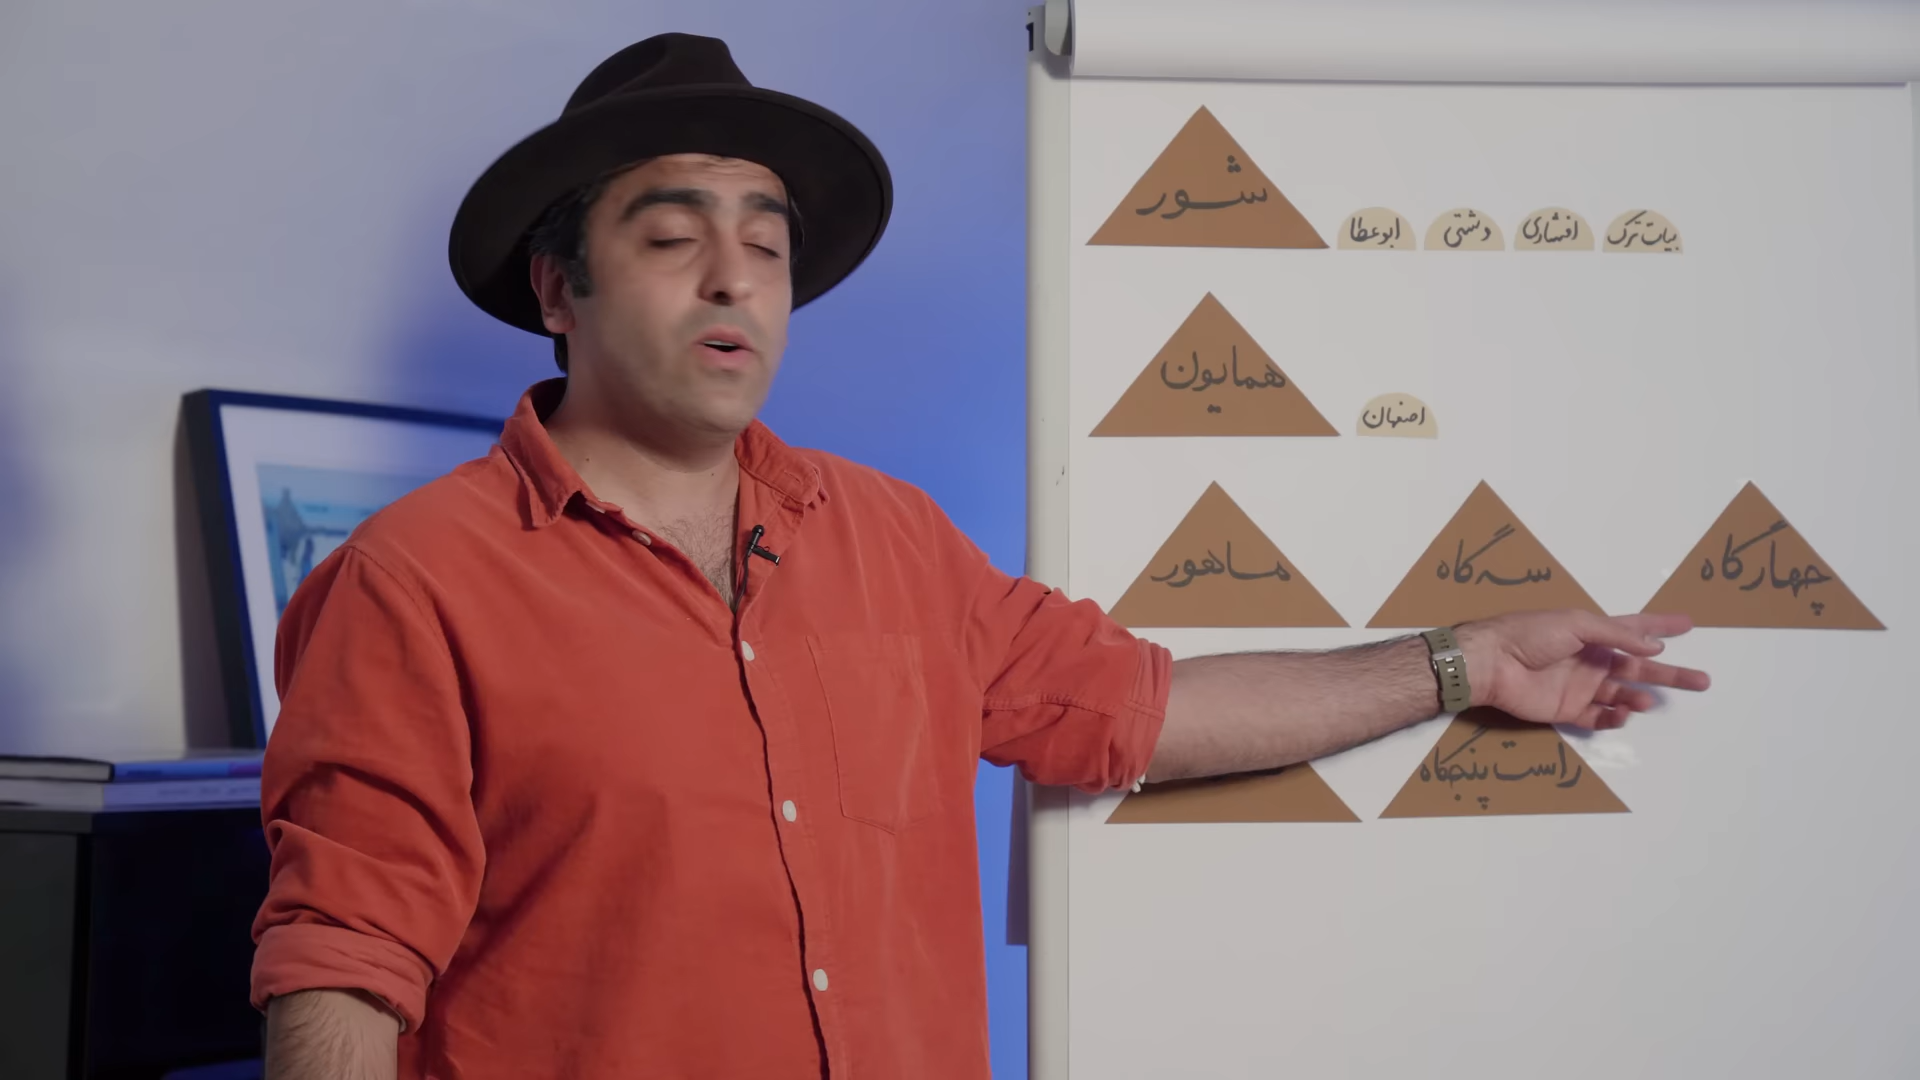 شور
ابوعطا
دشتی
افشاری
بیات ترک
همایون
اصفهان
ماهور
سه گاه
چهارگاه
راست پنجگاه